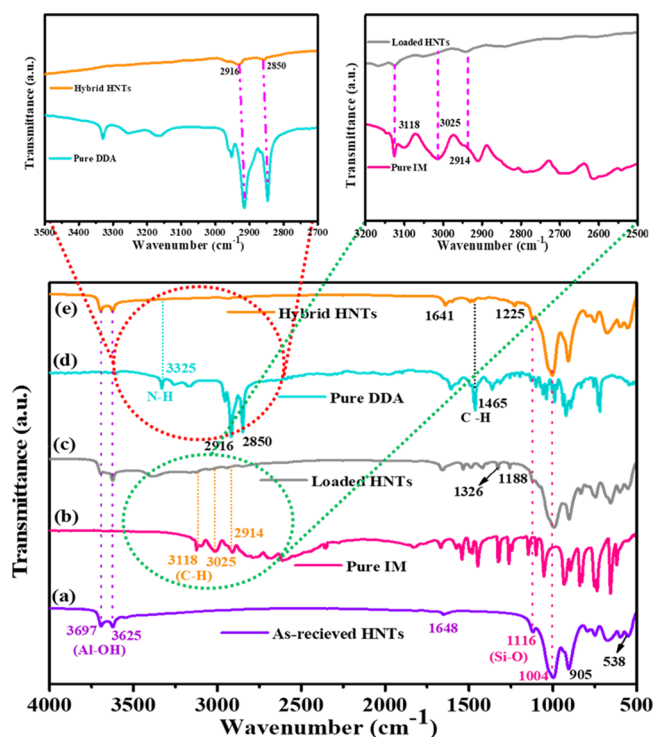 Transmittance (a.u.)
Hybrid HNTs
2916
2850
Pure DDA
3500 3400 3300 3200 3100 3000 2900 2800 2700
Wavenumber (cm-1)
Transmittance (a.u.)
Loaded HNTs
3118
3025
2914
Pure IM
3200 3100 3000 2900 2800 2700 2600 2500
Wavenumber (cm-1)
Transmittance (a.u.)
(e)
1641
1225
Hybrid HNTs
(d)
3325
N-H
Pure DDA
1465
C -H
2916
2850
(c)
Loaded HNTs
1326
1188
(b)
2914
3118
3025
(C-H)
Pure IM
(a)
3697
3625
(Al-OH)
As-recieved HNTs
1648
1116
(Si-O)
1004
905
538
4000 3500 3000 2500 2000 1500 1000 500
Wavenumber (cm-1)